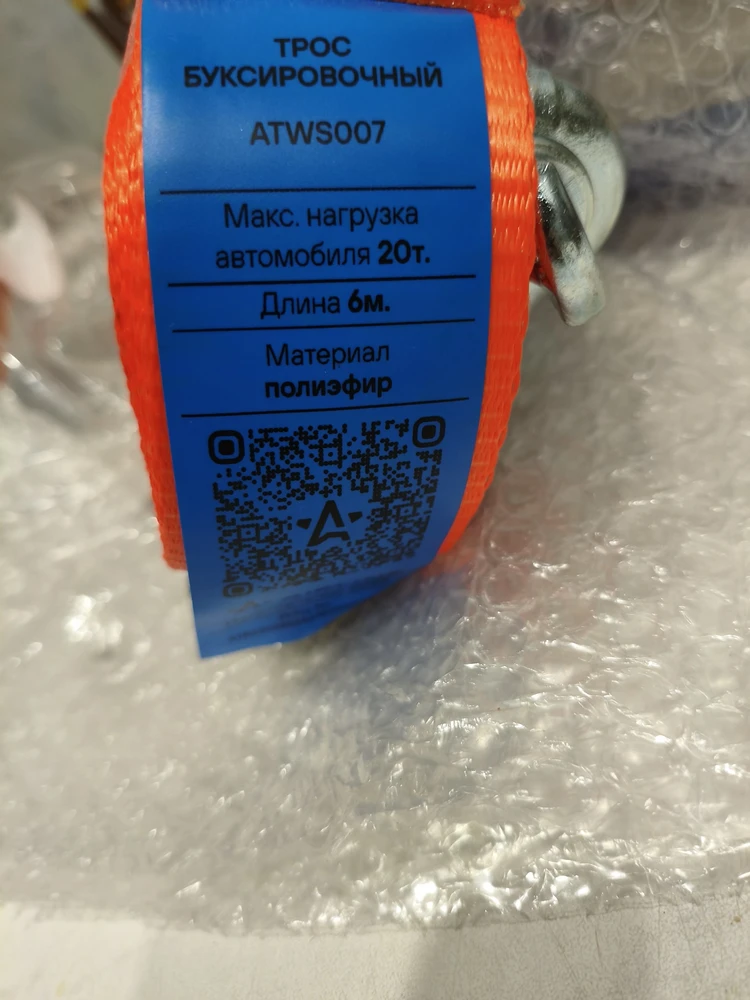 ТРОС
БУКСИРОВОЧНЫЙ
ATWS007
Макс. нагрузка
автомобиля 20т.
Длина 6м.
Материал
полиэфир